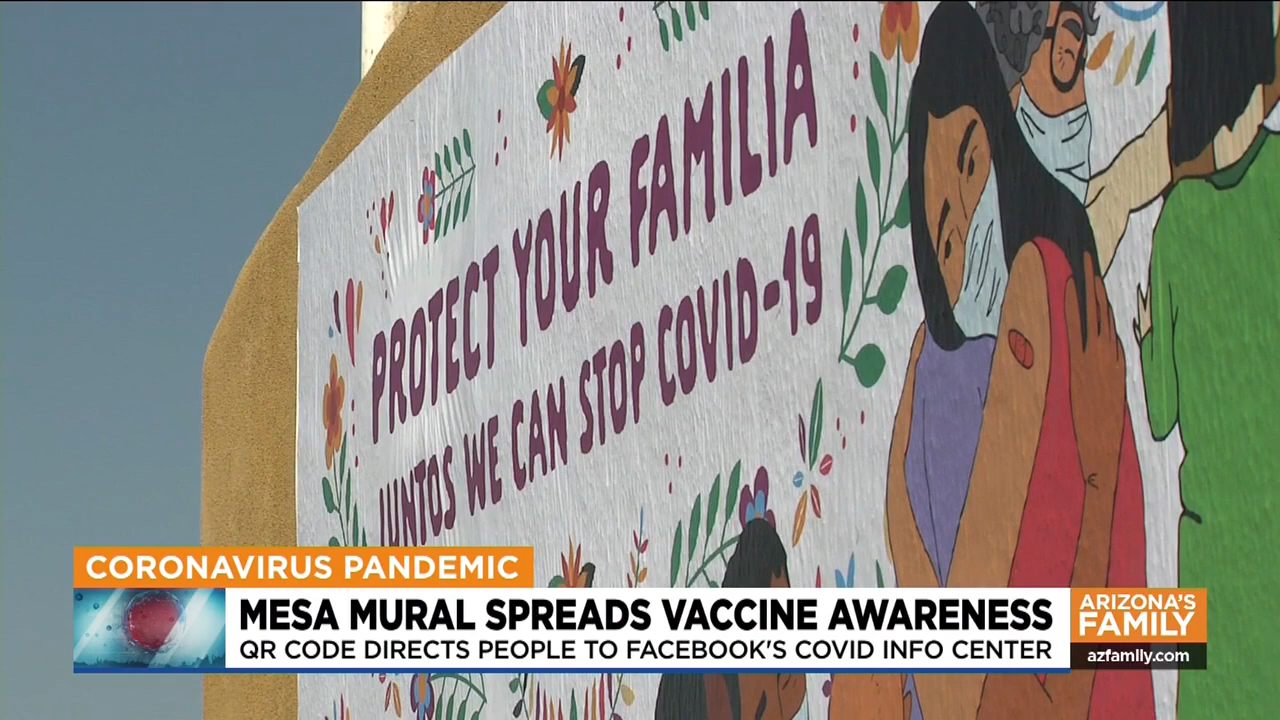 PROTECT YOUR FAMILIA
JUNTOS WE CAN STOP COVID-19
CORONAVIRUS PANDEMIC
MESA MURAL SPREADS VACCINE AWARENESS
QR CODE DIRECTS PEOPLE TO FACEBOOK'S COVID INFO CENTER
ARIZONA'S
FAMILY
azfamily.com